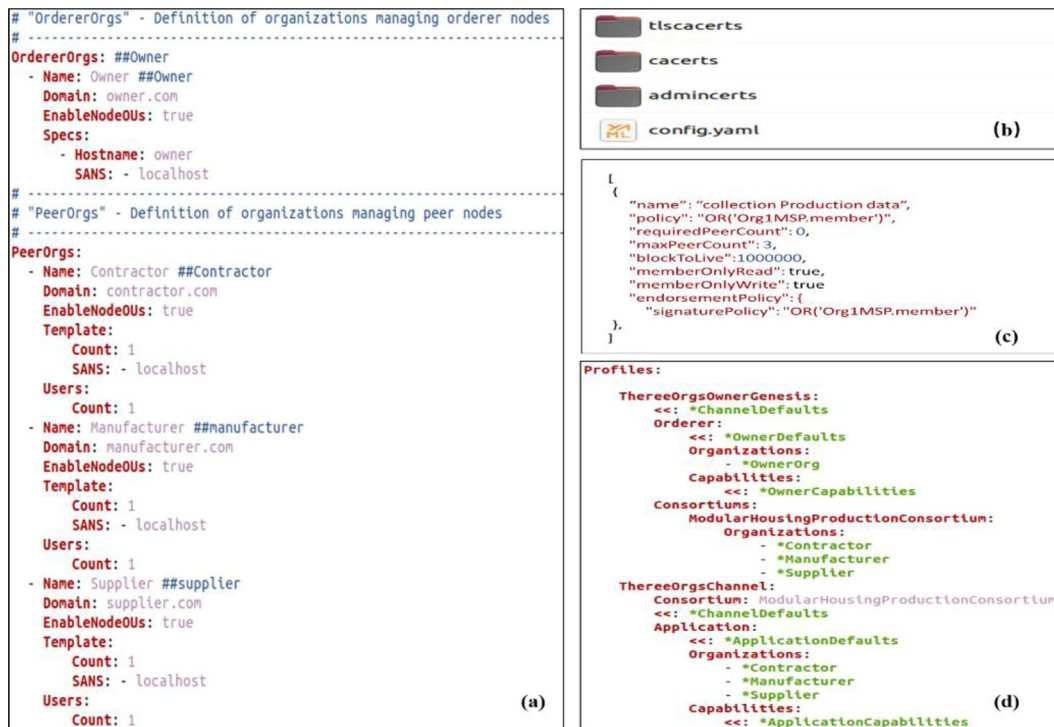 # "OrdererOrgs" - Definition of organizations managing orderer nodes
# ---------------------------------------------------------------------------
OrdererOrgs: ##Owner
  - Name: Owner ##Owner
    Domain: owner.com
    EnableNodeOUs: true
    Specs:
      - Hostname: owner
        SANS: - localhost
# ---------------------------------------------------------------------------
# "PeerOrgs" - Definition of organizations managing peer nodes
# ---------------------------------------------------------------------------
PeerOrgs:
  - Name: Contractor ##Contractor
    Domain: contractor.com
    EnableNodeOUs: true
    Template:
       Count: 1
       SANS: - localhost
    Users:
       Count: 1
  - Name: Manufacturer ##manufacturer
    Domain: manufacturer.com
    EnableNodeOUs: true
    Template:
       Count: 1
       SANS: - localhost
    Users:
       Count: 1
  - Name: Supplier ##supplier
    Domain: supplier.com
    EnableNodeOUs: true
    Template:
       Count: 1
       SANS: - localhost
    Users:
       Count: 1
(a)
tlscacerts
cacerts
admincerts
YAML config.yaml
(b)
[
{
  "name": "collection Production data",
  "policy": "OR('Org1MSP.member')",
  "requiredPeerCount": 0,
  "maxPeerCount": 3,
  "blockToLive":1000000,
  "memberOnlyRead": true,
  "memberOnlyWrite": true
  "endorsementPolicy": {
    "signaturePolicy": "OR('Org1MSP.member')"
},
]
(c)
Profiles:
    ThereeOrgsOwnerGenesis:
        <<: *ChannelDefaults
        Orderer:
            <<: *OwnerDefaults
            Organizations:
                - *OwnerOrg
            Capabilities:
                <<: *OwnerCapabilities
        Consortiums:
            ModularHousingProductionConsortium:
                Organizations:
                    - *Contractor
                    - *Manufacturer
                    - *Supplier
    ThereeOrgsChannel:
        Consortium: ModularHousingProductionConsortium
        <<: *ChannelDefaults
        Application:
            <<: *ApplicationDefaults
            Organizations:
                - *Contractor
                - *Manufacturer
                - *Supplier
            Capabilities:
                <<: *ApplicationCapabilities
(d)